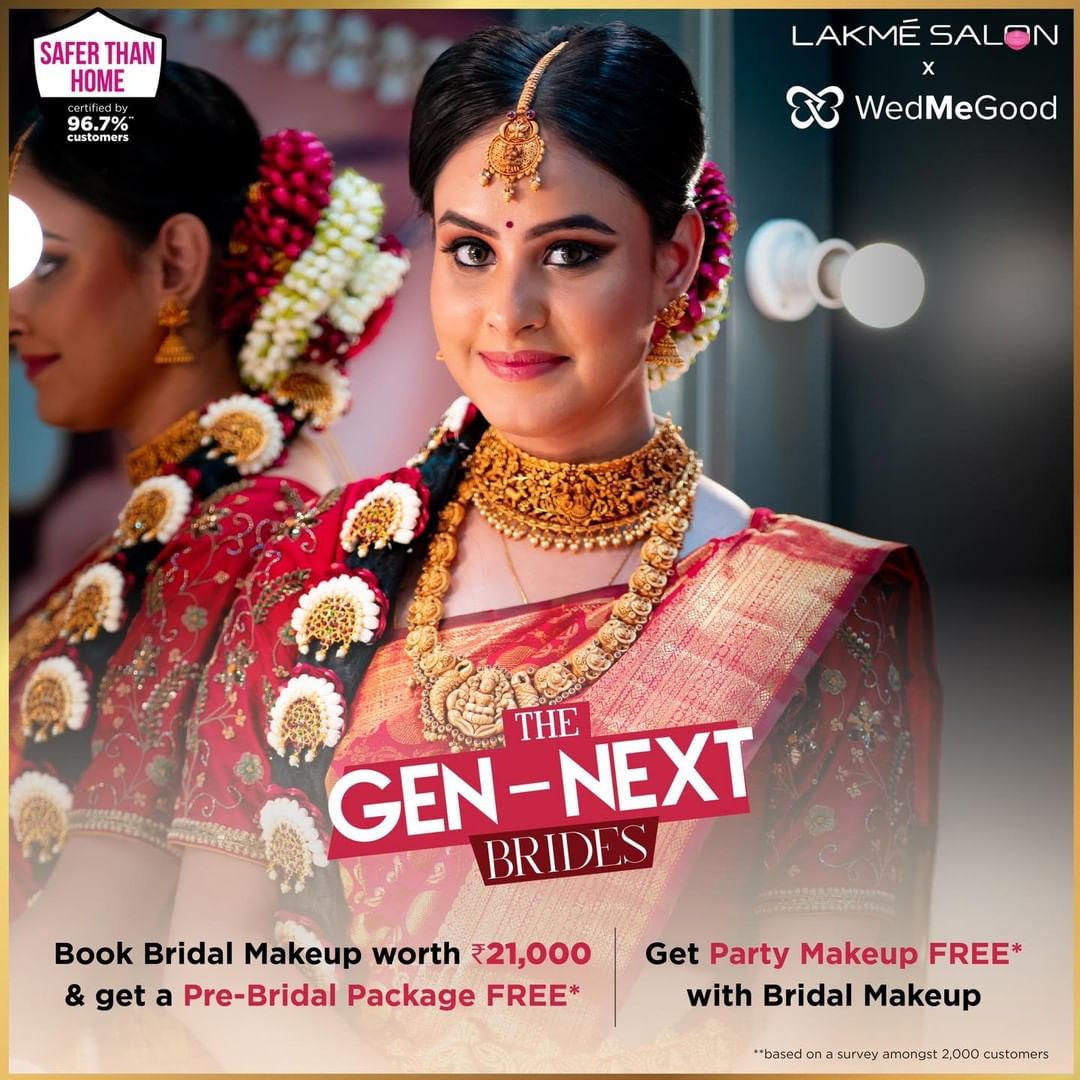 SAFER THAN
HOME
certified by
96.7%**
customers
LAKMÉ SALON
x
WedMeGood
THE
GEN-NEXT
BRIDES
Book Bridal Makeup worth ₹21,000
& get a Pre-Bridal Package FREE*
Get Party Makeup FREE*
with Bridal Makeup
**based on a survey amongst 2,000 customers